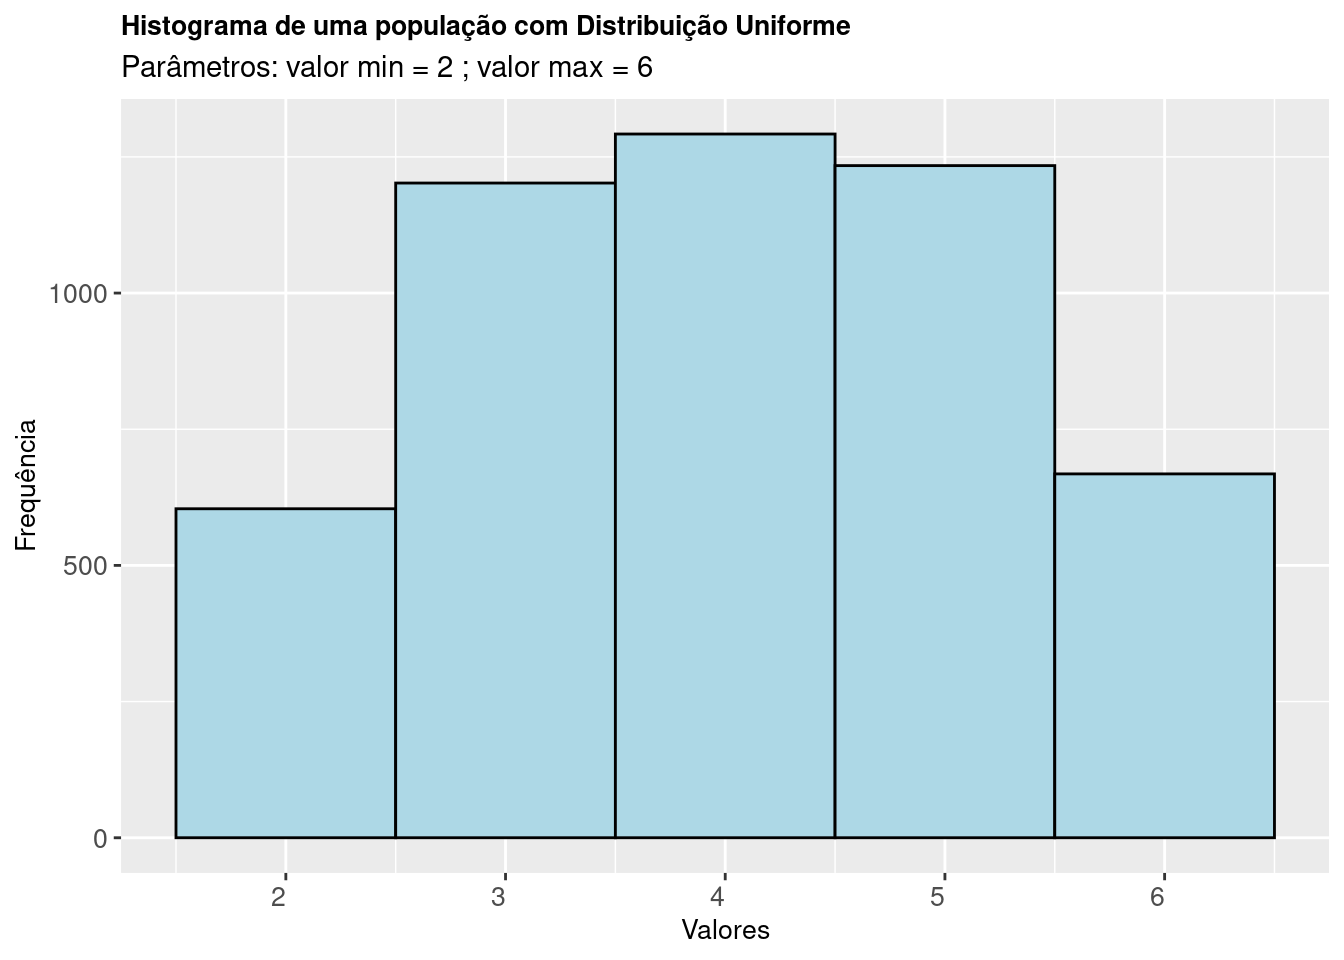 Histograma de uma população com Distribuição Uniforme
Parâmetros: valor min = 2 ; valor max = 6
Frequência
1000
500
0
2 3 4 5 6
Valores